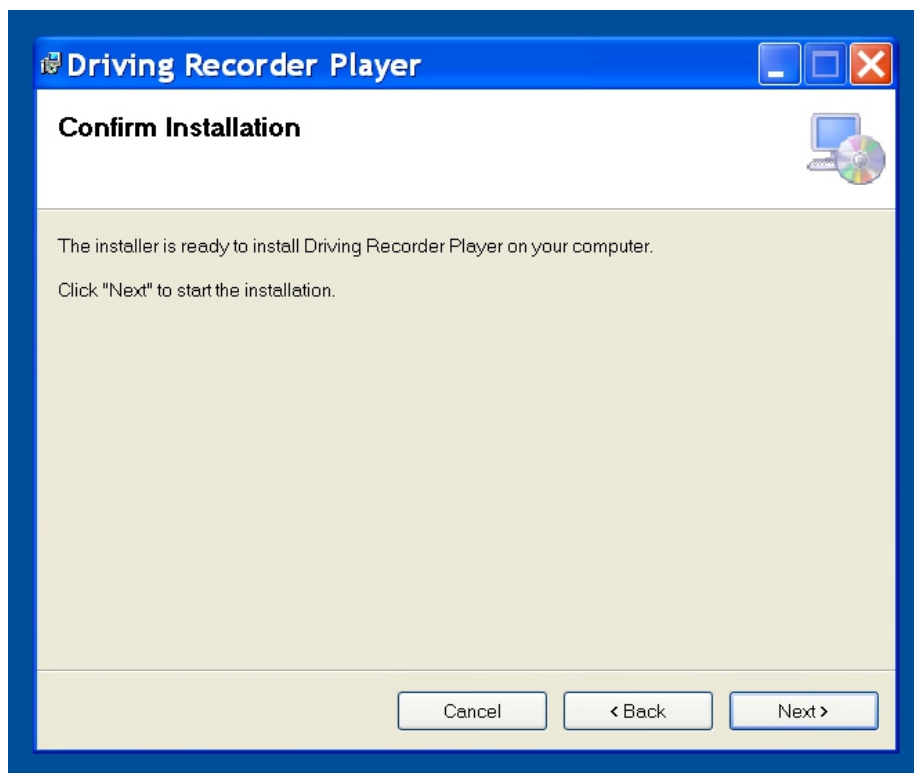 Driving Recorder Player
Confirm Installation
The installer is ready to install Driving Recorder Player on your computer.
Click "Next" to start the installation.
Cancel
< Back
Next >